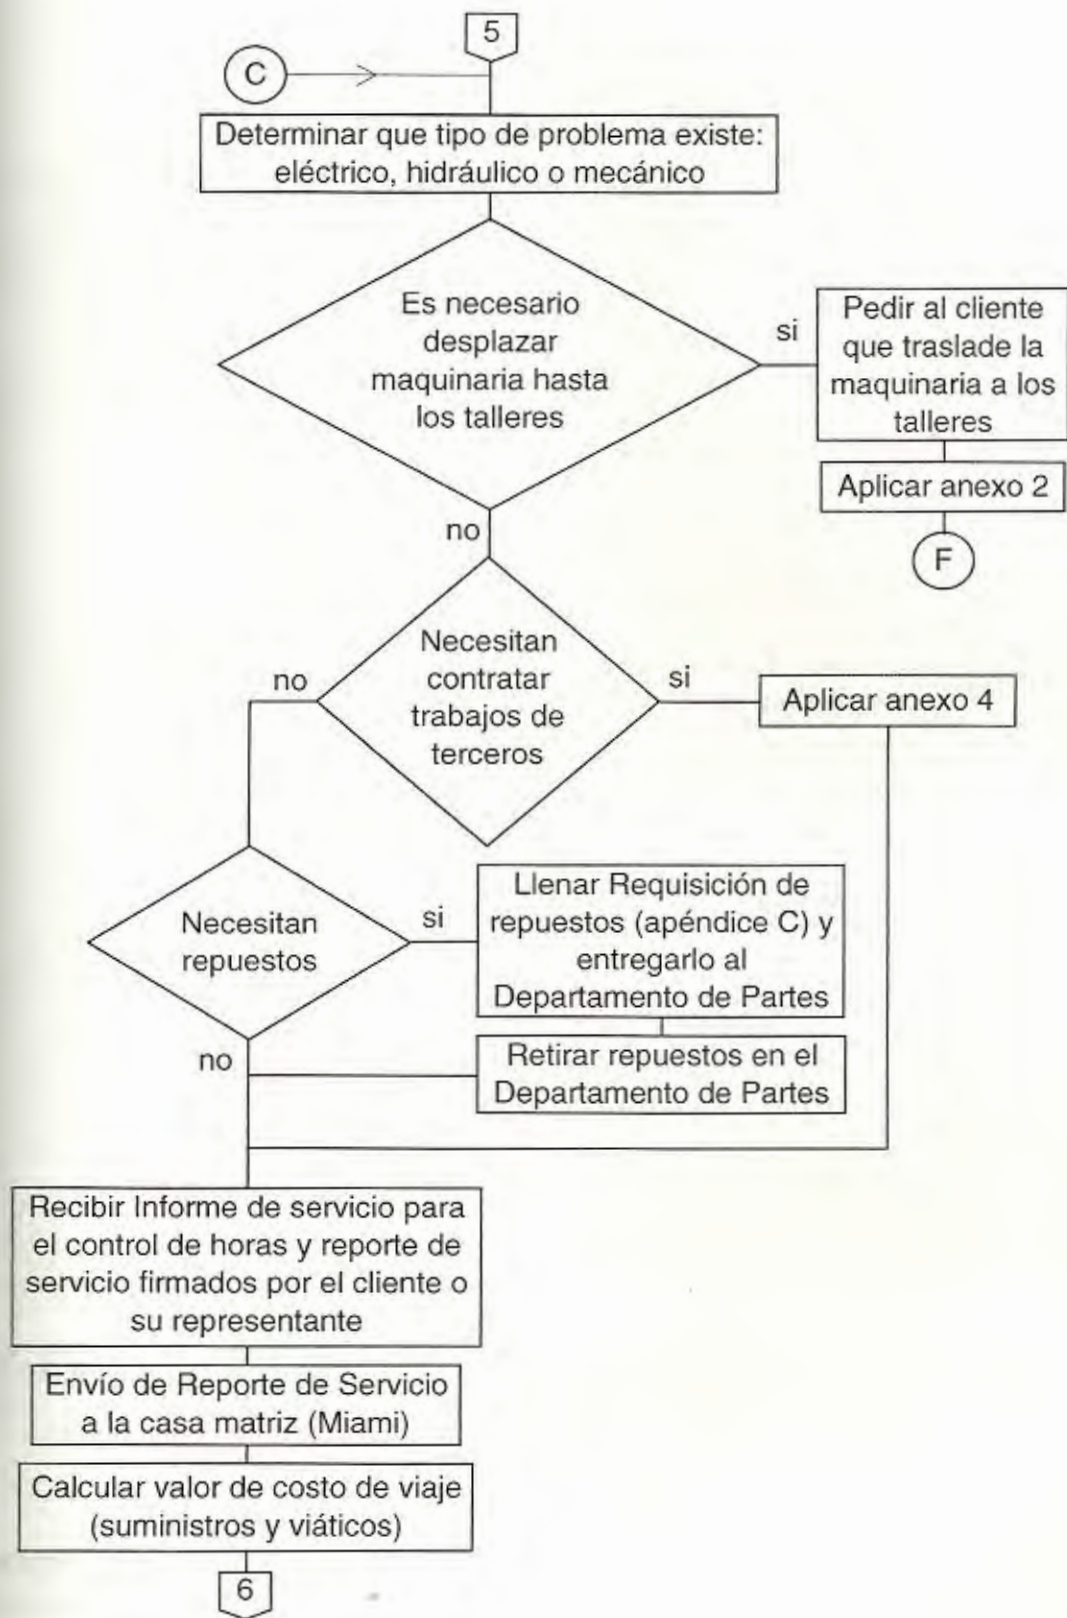 5
C
Determinar que tipo de problema existe:
eléctrico, hidráulico o mecánico
Es necesario
desplazar
maquinaria hasta
los talleres
si
Pedir al cliente
que traslade la
maquinaria a los
talleres
Aplicar anexo 2
F
no
Necesitan
contratar
trabajos de
terceros
no
si
Aplicar anexo 4
Necesitan
repuestos
si
Llenar Requisición de
repuestos (apéndice C) y
entregarlo al
Departamento de Partes
no
Retirar repuestos en el
Departamento de Partes
Recibir Informe de servicio para
el control de horas y reporte de
servicio firmados por el cliente o
su representante
Envío de Reporte de Servicio
a la casa matriz (Miami)
Calcular valor de costo de viaje
(suministros y viáticos)
6